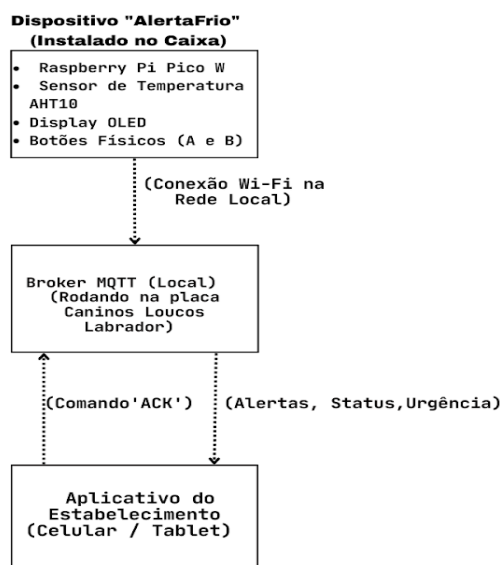 Dispositivo "AlertaFrio"
(Instalado no Caixa)
• Raspberry Pi Pico W
• Sensor de Temperatura
AHT10
• Display OLED
• Botões Físicos (A e B)
(Conexão Wi-Fi na
Rede Local)
Broker MQTT (Local)
(Rodando na placa
Caninos Loucos
Labrador)
(Comando'ACK')
(Alertas, Status,Urgência)
Aplicativo do
Estabelecimento
(Celular / Tablet)